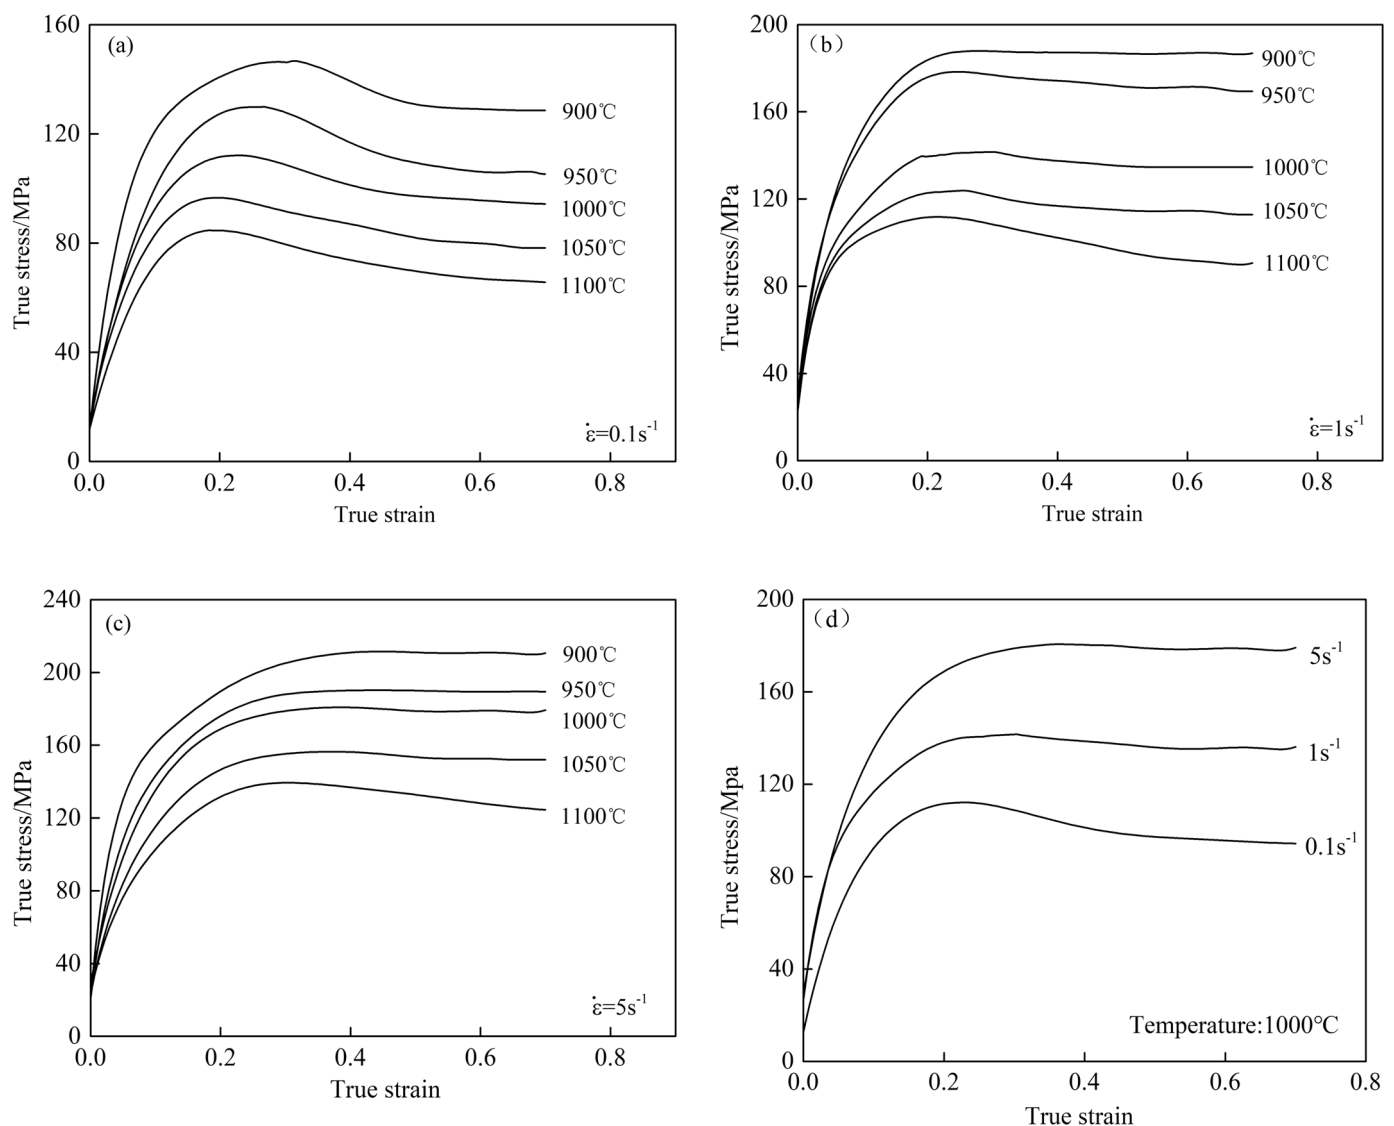 (a)
True stress/MPa
160
120
80
40
0
900℃
950℃
1000℃
1050℃
1100℃
ε̇=0.1s⁻¹
0.0 0.2 0.4 0.6 0.8
True strain
(b)
True stress/MPa
200
160
120
80
40
0
900℃
950℃
1000℃
1050℃
1100℃
ε̇=1s⁻¹
0.0 0.2 0.4 0.6 0.8
True strain
(c)
True stress/MPa
240
200
160
120
80
40
0
900℃
950℃
1000℃
1050℃
1100℃
ε̇=5s⁻¹
0.0 0.2 0.4 0.6 0.8
True strain
(d)
True stress/Mpa
200
160
120
80
40
0
5s⁻¹
1s⁻¹
0.1s⁻¹
Temperature:1000°C
0.0 0.2 0.4 0.6 0.8
True strain